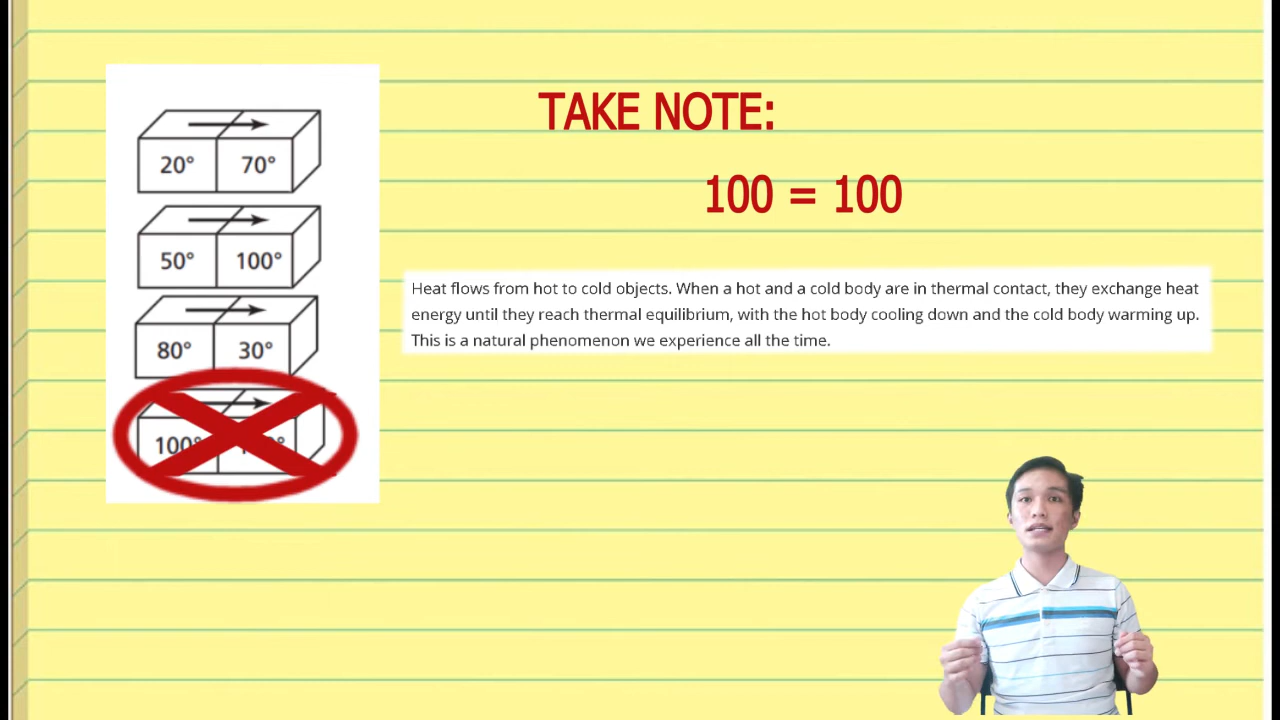 TAKE NOTE:
100 = 100
20° 70°
50° 100°
80° 30°
100°
Heat flows from hot to cold objects. When a hot and a cold body are in thermal contact, they exchange heat
energy until they reach thermal equilibrium, with the hot body cooling down and the cold body warming up.
This is a natural phenomenon we experience all the time.